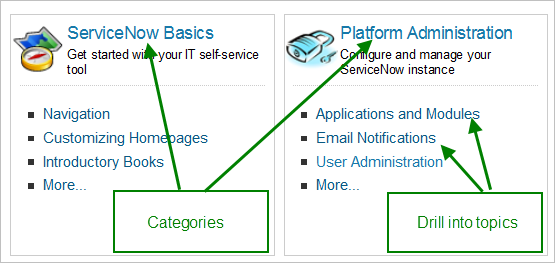 ServiceNow Basics
Get started with your IT self-service
tool
Navigation
Customizing Homepages
Introductory Books
More...
Platform Administration
Configure and manage your
ServiceNow instance
Applications and Modules
Email Notifications
User Administration
More...
Categories
Drill into topics